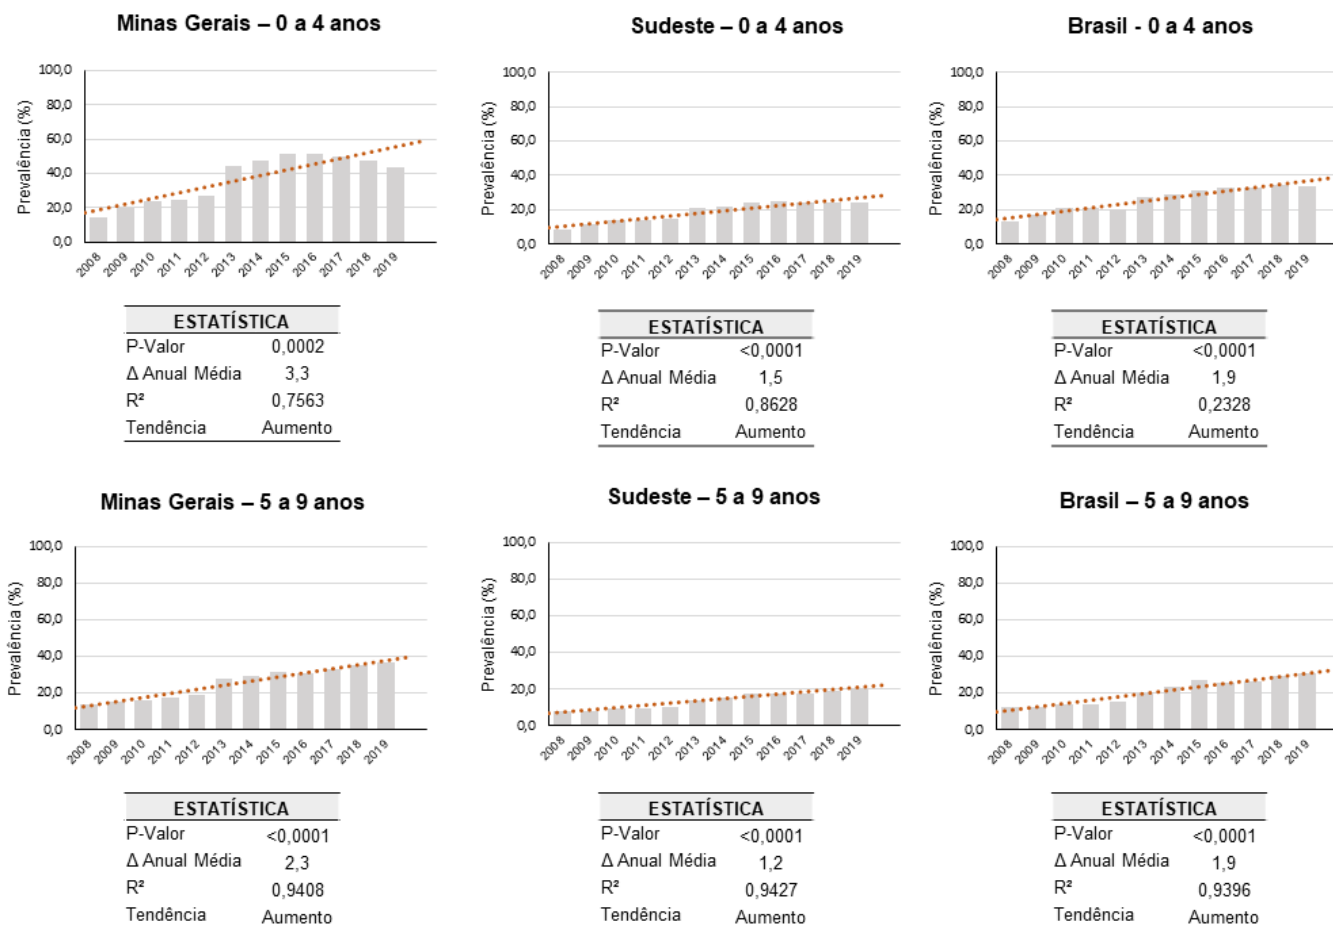 Minas Gerais – 0 a 4 anos
Prevalência (%)
100,0
80,0
60,0
40,0
20,0
0,0
2008 2009 2010 2011 2012 2013 2014 2015 2016 2017 2018 2019
ESTATÍSTICA
P-Valor 0,0002
Δ Anual Média 3,3
R² 0,7563
Tendência Aumento
Sudeste – 0 a 4 anos
Prevalência (%)
100,0
80,0
60,0
40,0
20,0
0,0
2008 2009 2010 2011 2012 2013 2014 2015 2016 2017 2018 2019
ESTATÍSTICA
P-Valor <0,0001
Δ Anual Média 1,5
R² 0,8628
Tendência Aumento
Brasil - 0 a 4 anos
Prevalência (%)
100,0
80,0
60,0
40,0
20,0
0,0
2008 2009 2010 2011 2012 2013 2014 2015 2016 2017 2018 2019
ESTATÍSTICA
P-Valor <0,0001
Δ Anual Média 1,9
R² 0,2328
Tendência Aumento
Minas Gerais – 5 a 9 anos
Prevalência (%)
100,0
80,0
60,0
40,0
20,0
0,0
2008 2009 2010 2011 2012 2013 2014 2015 2016 2017 2018 2019
ESTATÍSTICA
P-Valor <0,0001
Δ Anual Média 2,3
R² 0,9408
Tendência Aumento
Sudeste – 5 a 9 anos
Prevalência (%)
100,0
80,0
60,0
40,0
20,0
0,0
2008 2009 2010 2011 2012 2013 2014 2015 2016 2017 2018 2019
ESTATÍSTICA
P-Valor <0,0001
Δ Anual Média 1,2
R² 0,9427
Tendência Aumento
Brasil – 5 a 9 anos
Prevalência (%)
100,0
80,0
60,0
40,0
20,0
0,0
2008 2009 2010 2011 2012 2013 2014 2015 2016 2017 2018 2019
ESTATÍSTICA
P-Valor <0,0001
Δ Anual Média 1,9
R² 0,9396
Tendência Aumento